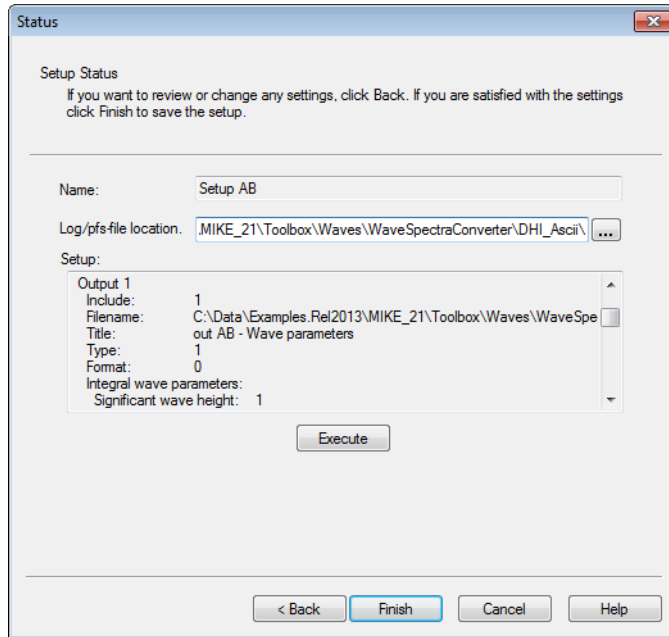 Status
Setup Status
If you want to review or change any settings, click Back. If you are satisfied with the settings
click Finish to save the setup.
Name: Setup AB
Log/pfs-file location. .MIKE_21\Toolbox\Waves\WaveSpectraConverter\DHI_Ascii\ ...
Setup:
Output 1
Include: 1
Filename: C:\Data\Examples.Rel2013\MIKE_21\Toolbox\Waves\WaveSpe
Title: out AB - Wave parameters
Type: 1
Format: 0
Integral wave parameters:
Significant wave height: 1
Execute
< Back Finish Cancel Help